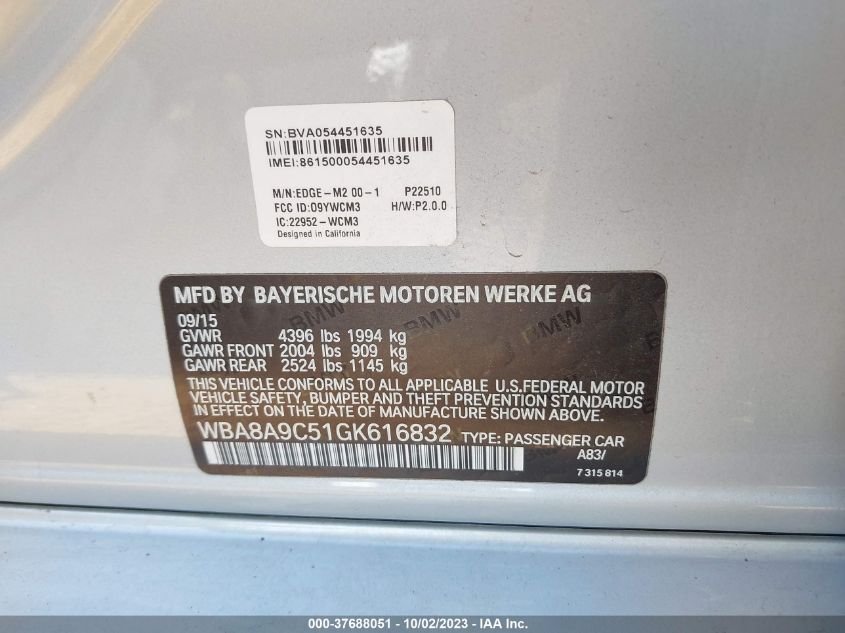 SN:BVA054451635
IMEI:861500054451635
M/N:EDGE-M2 00-1 P22510
FCC ID:O9YWCM3 H/W:P2.0.0
IC:22952-WCM3
Designed in California
MFD BY BAYERISCHE MOTOREN WERKE AG
09/15
GVWR 4396 lbs 1994 kg
GAWR FRONT 2004 lbs 909 kg
GAWR REAR 2524 lbs 1145 kg
THIS VEHICLE CONFORMS TO ALL APPLICABLE U.S.FEDERAL MOTOR
VEHICLE SAFETY, BUMPER AND THEFT PREVENTION STANDARDS
IN EFFECT ON THE DATE OF MANUFACTURE SHOWN ABOVE.
WBA8A9C51GK616832 TYPE: PASSENGER CAR
A83/
7 315 814
BMW
BMW
BMW
000-37688051 - 10/02/2023 - IAA Inc.